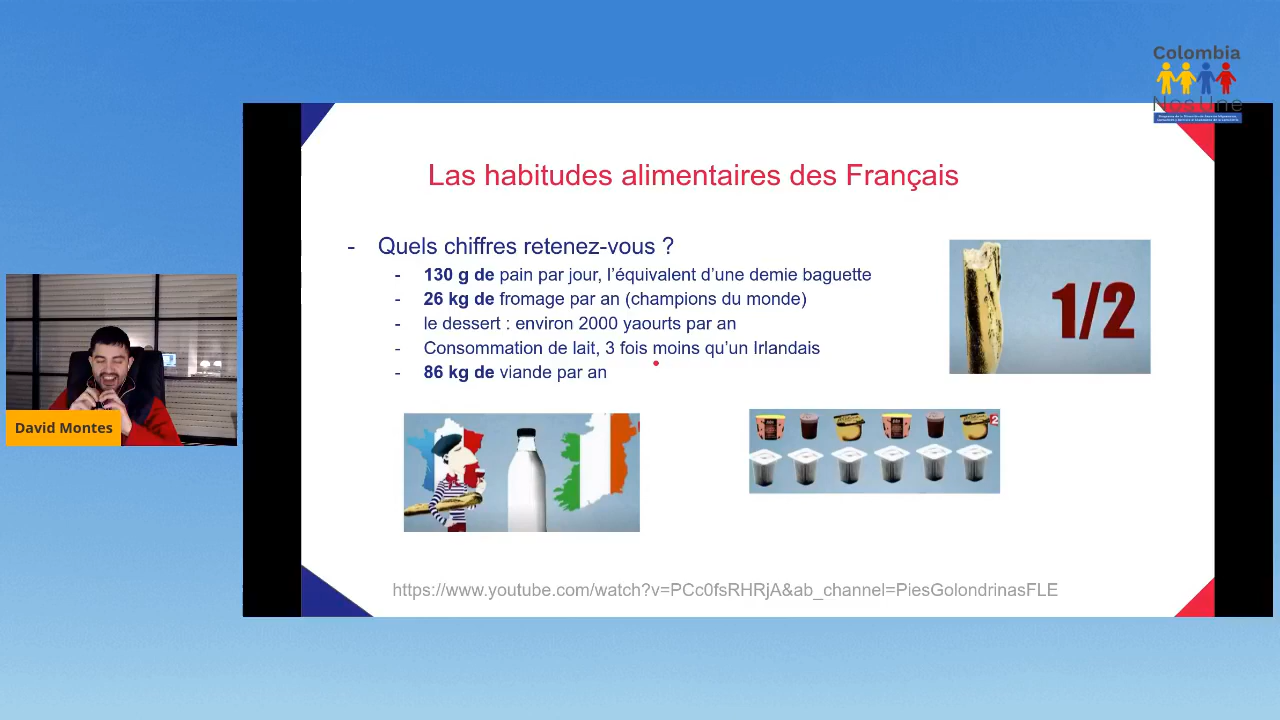 Colombia
Nos Une
Las habitudes alimentaires des Français
- Quels chiffres retenez-vous ?
- 130 g de pain par jour, l'équivalent d'une demie baguette
- 26 kg de fromage par an (champions du monde)
- le dessert : environ 2000 yaourts par an
- Consommation de lait, 3 fois moins qu'un Irlandais
- 86 kg de viande par an
1/2
2
David Montes
https://www.youtube.com/watch?v=PCc0fsRHRjA&ab_channel=PiesGolondrinasFLE